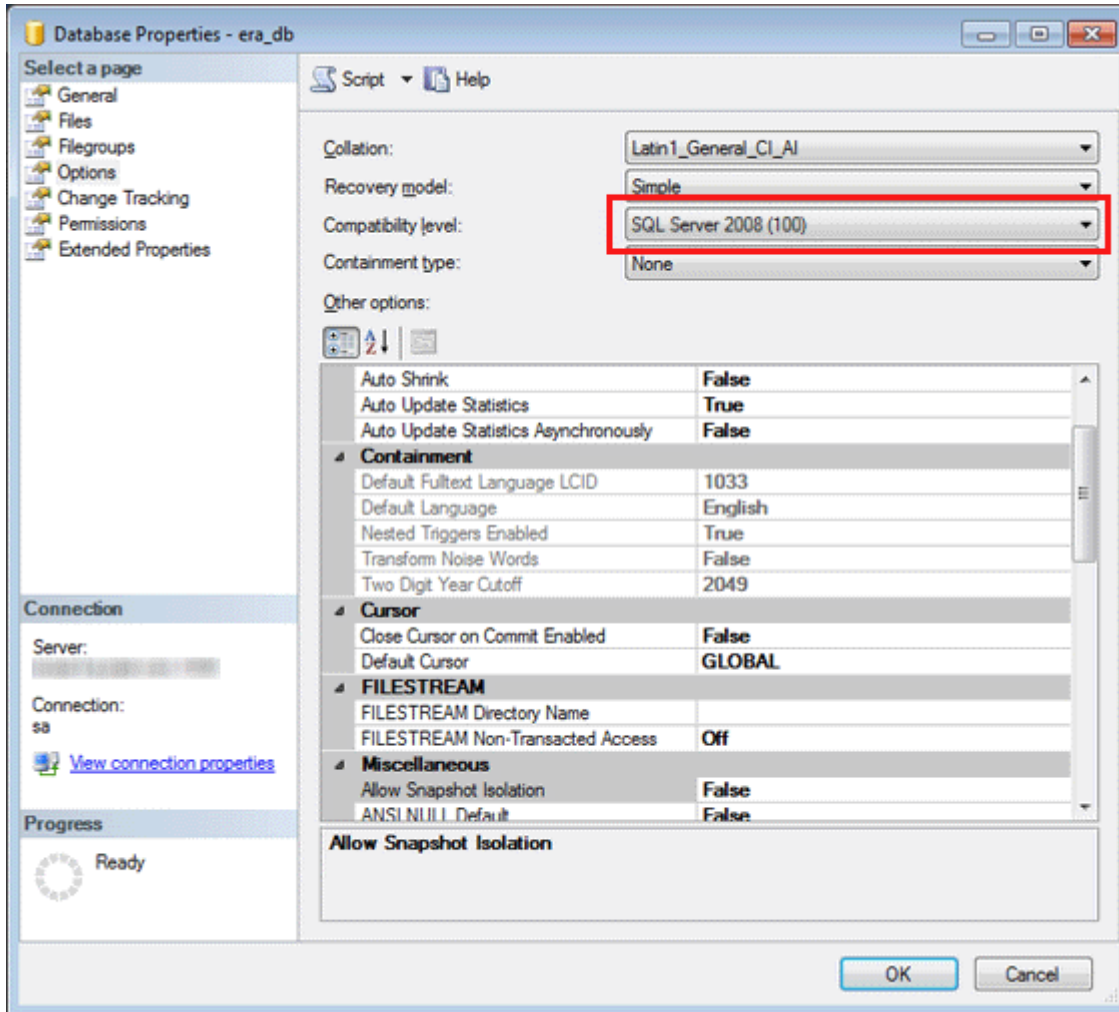 Database Properties - era_db
Select a page
General
Files
Filegroups
Options
Change Tracking
Permissions
Extended Properties
Connection
Server:
Connection:
sa
View connection properties
Progress
Ready
Script Help
Collation: Latin1_General_CI_AI
Recovery model: Simple
Compatibility level: SQL Server 2008 (100)
Containment type: None
Other options:
Auto Shrink False
Auto Update Statistics True
Auto Update Statistics Asynchronously False
Containment
Default Fulltext Language LCID 1033
Default Language English
Nested Triggers Enabled True
Transform Noise Words False
Two Digit Year Cutoff 2049
Cursor
Close Cursor on Commit Enabled False
Default Cursor GLOBAL
FILESTREAM
FILESTREAM Directory Name
FILESTREAM Non-Transacted Access Off
Miscellaneous
Allow Snapshot Isolation False
ANSI NULL Default False
Allow Snapshot Isolation
OK Cancel